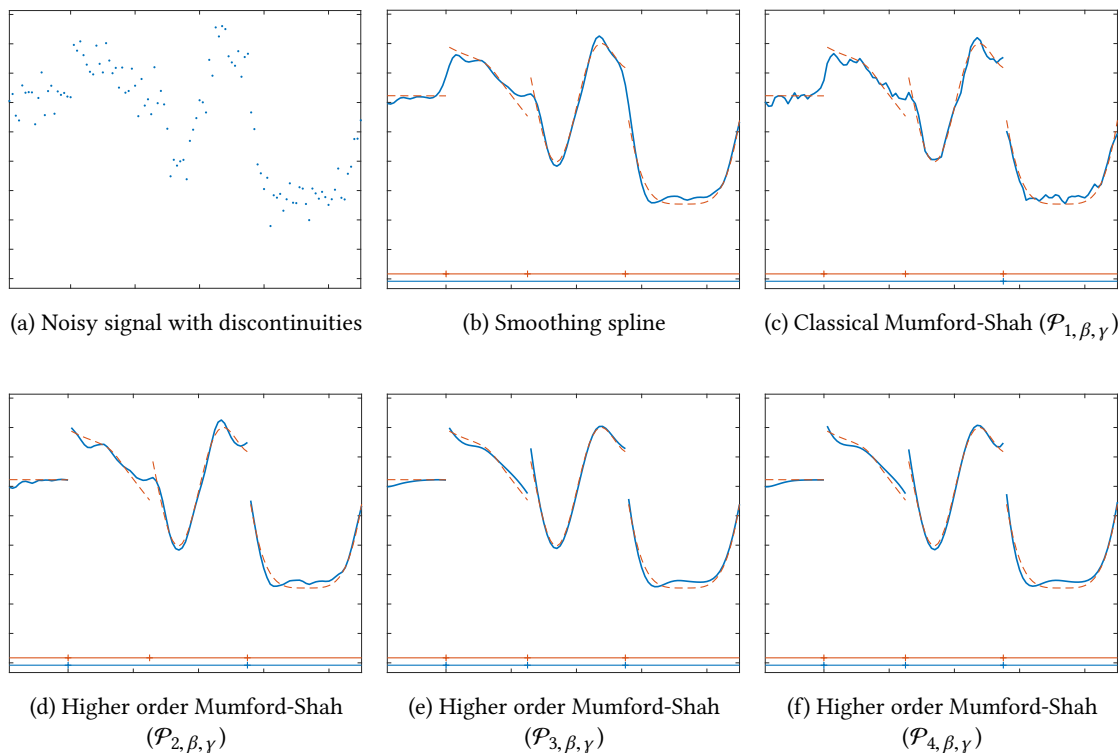 (a) Noisy signal with discontinuities
(b) Smoothing spline
(c) Classical Mumford-Shah (𝒫₁,β,γ)
(d) Higher order Mumford-Shah
(𝒫₂,β,γ)
(e) Higher order Mumford-Shah
(𝒫₃,β,γ)
(f) Higher order Mumford-Shah
(𝒫₄,β,γ)